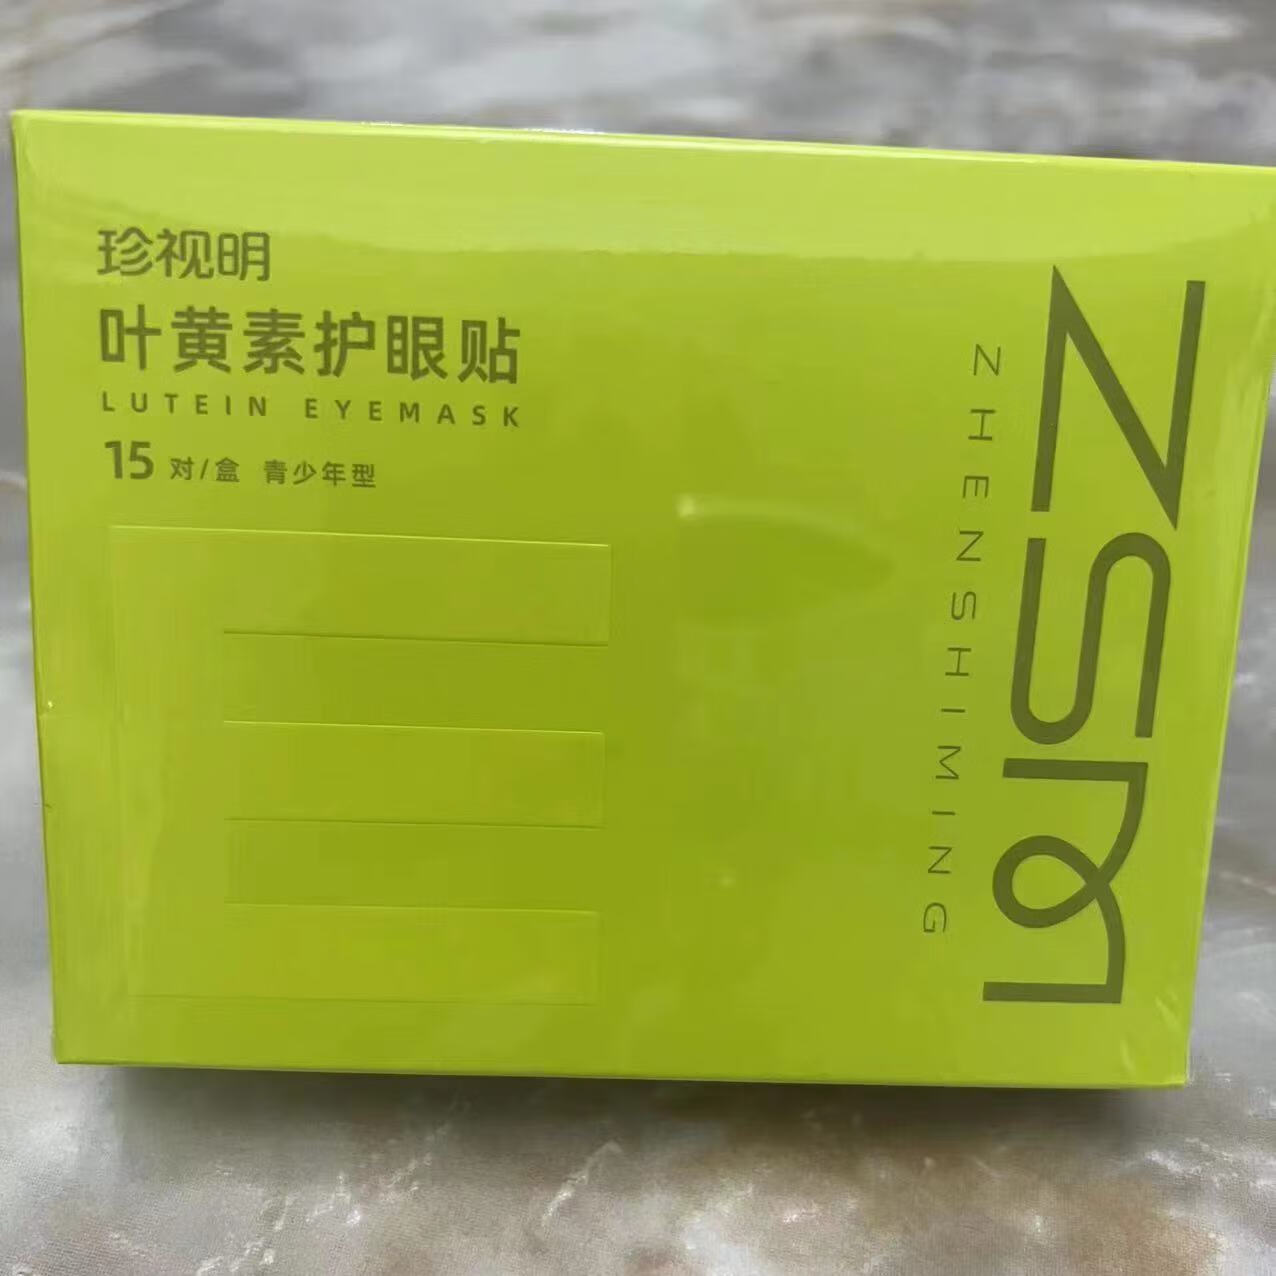 珍视明
叶黄素护眼贴
LUTEIN EYEMASK
15 对/盒 青少年型
ZSM
ZHENSHIMING